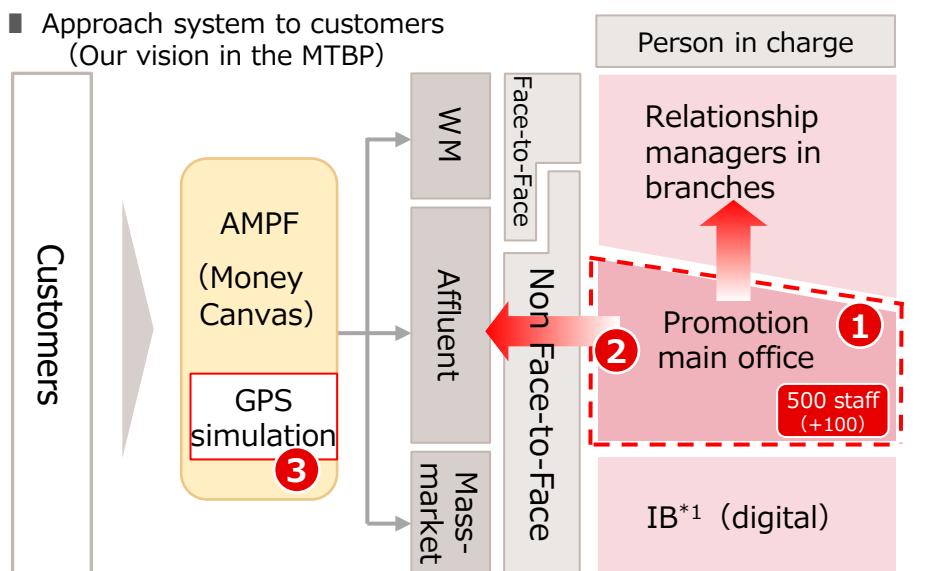 ■ Approach system to customers
（Our vision in the MTBP）
Person in charge
Customers
AMPF
（Money
Canvas）
GPS
simulation
3
WM
Affluent
Mass-
market
Face-to-Face
Non Face-to-Face
Relationship
managers in
branches
1
2
Promotion
main office
500 staff
（+100）
IB*1（digital）